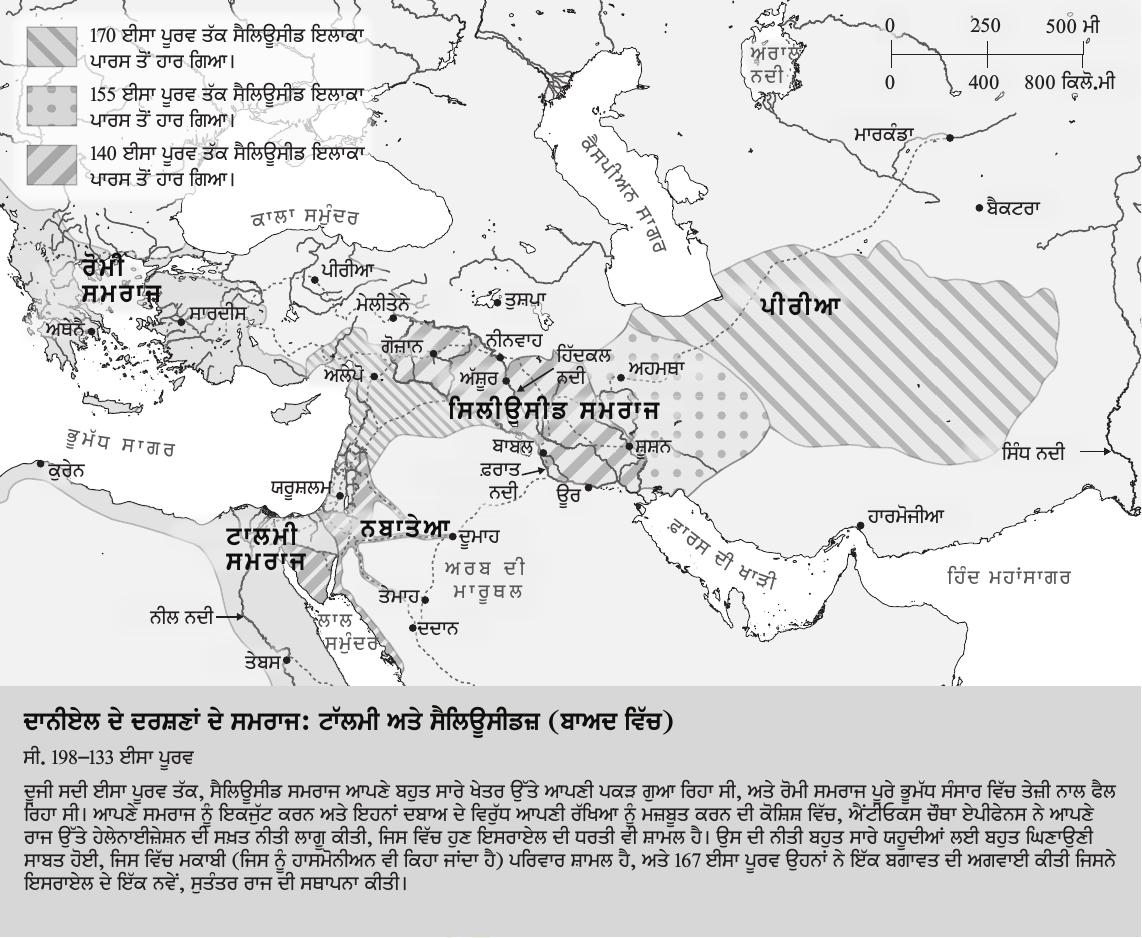 170 ਈਸਾ ਪੂਰਵ ਤੱਕ ਸੈਲਿਊਸੀਡ ਇਲਾਕਾ
ਪਾਰਸ ਤੋਂ ਹਾਰ ਗਿਆ।
155 ਈਸਾ ਪੂਰਵ ਤੱਕ ਸੈਲਿਊਸੀਡ ਇਲਾਕਾ
ਪਾਰਸ ਤੋਂ ਹਾਰ ਗਿਆ।
140 ਈਸਾ ਪੂਰਵ ਤੱਕ ਸੈਲਿਊਸੀਡ ਇਲਾਕਾ
ਪਾਰਸ ਤੋਂ ਹਾਰ ਗਿਆ।
0 250 500 ਮੀ
0 400 800 ਕਿਲੋ.ਮੀ
ਅਰਾਲ
ਨਦੀ
ਮਾਰਕੰਡਾ
ਬੈਕਟਰਾ
ਕੈਸਪੀਅਨ ਸਾਗਰ
ਕਾਲਾ ਸਮੁੰਦਰ
ਰੋਮੀ
ਸਮਰਾਜ਼
ਪੀਰੀਆ
ਮੇਲੀਤੇਨੇ
ਤੁਸਪਾ
ਪੀਰੀਆ
ਸਾਰਦੀਸ
ਅਥੇਨੈ
ਗੋਜ਼ਾਨ
ਨੀਨਵਾਹ
ਹਿੱਦਕਲ
ਨਦੀ
ਅਹਮਥਾ
ਅਲੇਪੋ
ਅੱਸ਼ੂਰ
ਸਿਲੀਉਸੀਡ ਸਮਰਾਜ
ਭੂਮੱਧ ਸਾਗਰ
ਬਾਬਲ
ਸ਼ੂਸ਼ਨ
ਸਿੰਧ ਨਦੀ
ਕੁਰੇਨ
ਫ਼ਰਾਤ
ਨਦੀ
ਊਰ
ਯਰੂਸ਼ਲਮ
ਹਾਰਮੋਜੀਆ
ਟਾਲਮੀ
ਸਮਰਾਜ
ਨਬਾਤੇਆ
ਦੂਮਾਹ
ਫ਼ਾਰਸ ਦੀ ਖਾੜੀ
ਅਰਬ ਦੀ
ਮਾਰੂਥਲ
ਹਿੰਦ ਮਹਾਂਸਾਗਰ
ਤੇਮਾਹ
ਨੀਲ ਨਦੀ
ਲਾਲ
ਸਮੁੰਦਰ
ਦਦਾਨ
ਤੇਬਸ
ਦਾਨੀਏਲ ਦੇ ਦਰਸ਼ਣਾਂ ਦੇ ਸਮਰਾਜ: ਟਾੱਲਮੀ ਅਤੇ ਸੈਲਿਊਸੀਡਜ਼ (ਬਾਅਦ ਵਿੱਚ)
ਸੀ. 198–133 ਈਸਾ ਪੂਰਵ
ਦੂਜੀ ਸਦੀ ਈਸਾ ਪੂਰਵ ਤੱਕ, ਸੈਲਿਊਸੀਡ ਸਮਰਾਜ ਆਪਣੇ ਬਹੁਤ ਸਾਰੇ ਖੇਤਰ ਉੱਤੇ ਆਪਣੀ ਪਕੜ ਗੁਆ ਰਿਹਾ ਸੀ, ਅਤੇ ਰੋਮੀ ਸਮਰਾਜ ਪੂਰੇ ਭੂਮੱਧ ਸੰਸਾਰ ਵਿੱਚ ਤੇਜ਼ੀ ਨਾਲ ਫੈਲ
ਰਿਹਾ ਸੀ। ਆਪਣੇ ਸਮਰਾਜ ਨੂੰ ਇਕਜੁੱਟ ਕਰਨ ਅਤੇ ਇਹਨਾਂ ਦਬਾਅ ਦੇ ਵਿਰੁੱਧ ਆਪਣੀ ਰੱਖਿਆ ਨੂੰ ਮਜ਼ਬੂਤ ਕਰਨ ਦੀ ਕੋਸ਼ਿਸ਼ ਵਿੱਚ, ਐਂਟੀਓਕਸ ਚੌਥਾ ਏਪੀਫੇਨਸ ਨੇ ਆਪਣੇ
ਰਾਜ ਉੱਤੇ ਹੇਲੇਨਾਈਜ਼ੇਸ਼ਨ ਦੀ ਸਖ਼ਤ ਨੀਤੀ ਲਾਗੂ ਕੀਤੀ, ਜਿਸ ਵਿੱਚ ਹੁਣ ਇਸਰਾਏਲ ਦੀ ਧਰਤੀ ਵੀ ਸ਼ਾਮਲ ਹੈ। ਉਸ ਦੀ ਨੀਤੀ ਬਹੁਤ ਸਾਰੇ ਯਹੂਦੀਆਂ ਲਈ ਬਹੁਤ ਘਿਣਾਉਣੀ
ਸਾਬਤ ਹੋਈ, ਜਿਸ ਵਿੱਚ ਮਕਾਬੀ (ਜਿਸ ਨੂੰ ਹਾਸਮੋਨੀਅਨ ਵੀ ਕਿਹਾ ਜਾਂਦਾ ਹੈ) ਪਰਿਵਾਰ ਸ਼ਾਮਲ ਹੈ, ਅਤੇ 167 ਈਸਾ ਪੂਰਵ ਉਹਨਾਂ ਨੇ ਇੱਕ ਬਗਾਵਤ ਦੀ ਅਗਵਾਈ ਕੀਤੀ ਜਿਸਨੇ
ਇਸਰਾਏਲ ਦੇ ਇੱਕ ਨਵੇਂ, ਸੁਤੰਤਰ ਰਾਜ ਦੀ ਸਥਾਪਨਾ ਕੀਤੀ।